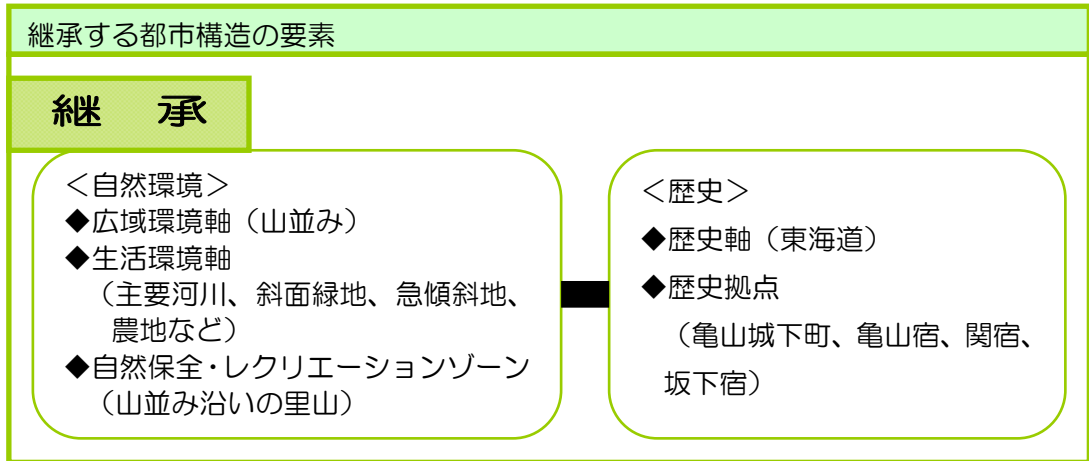 継承する都市構造の要素
継 承
＜自然環境＞
◆広域環境軸（山並み）
◆生活環境軸
（主要河川、斜面緑地、急傾斜地、
農地など）
◆自然保全・レクリエーションゾーン
（山並み沿いの里山）
＜歴史＞
◆歴史軸（東海道）
◆歴史拠点
（亀山城下町、亀山宿、関宿、
坂下宿）